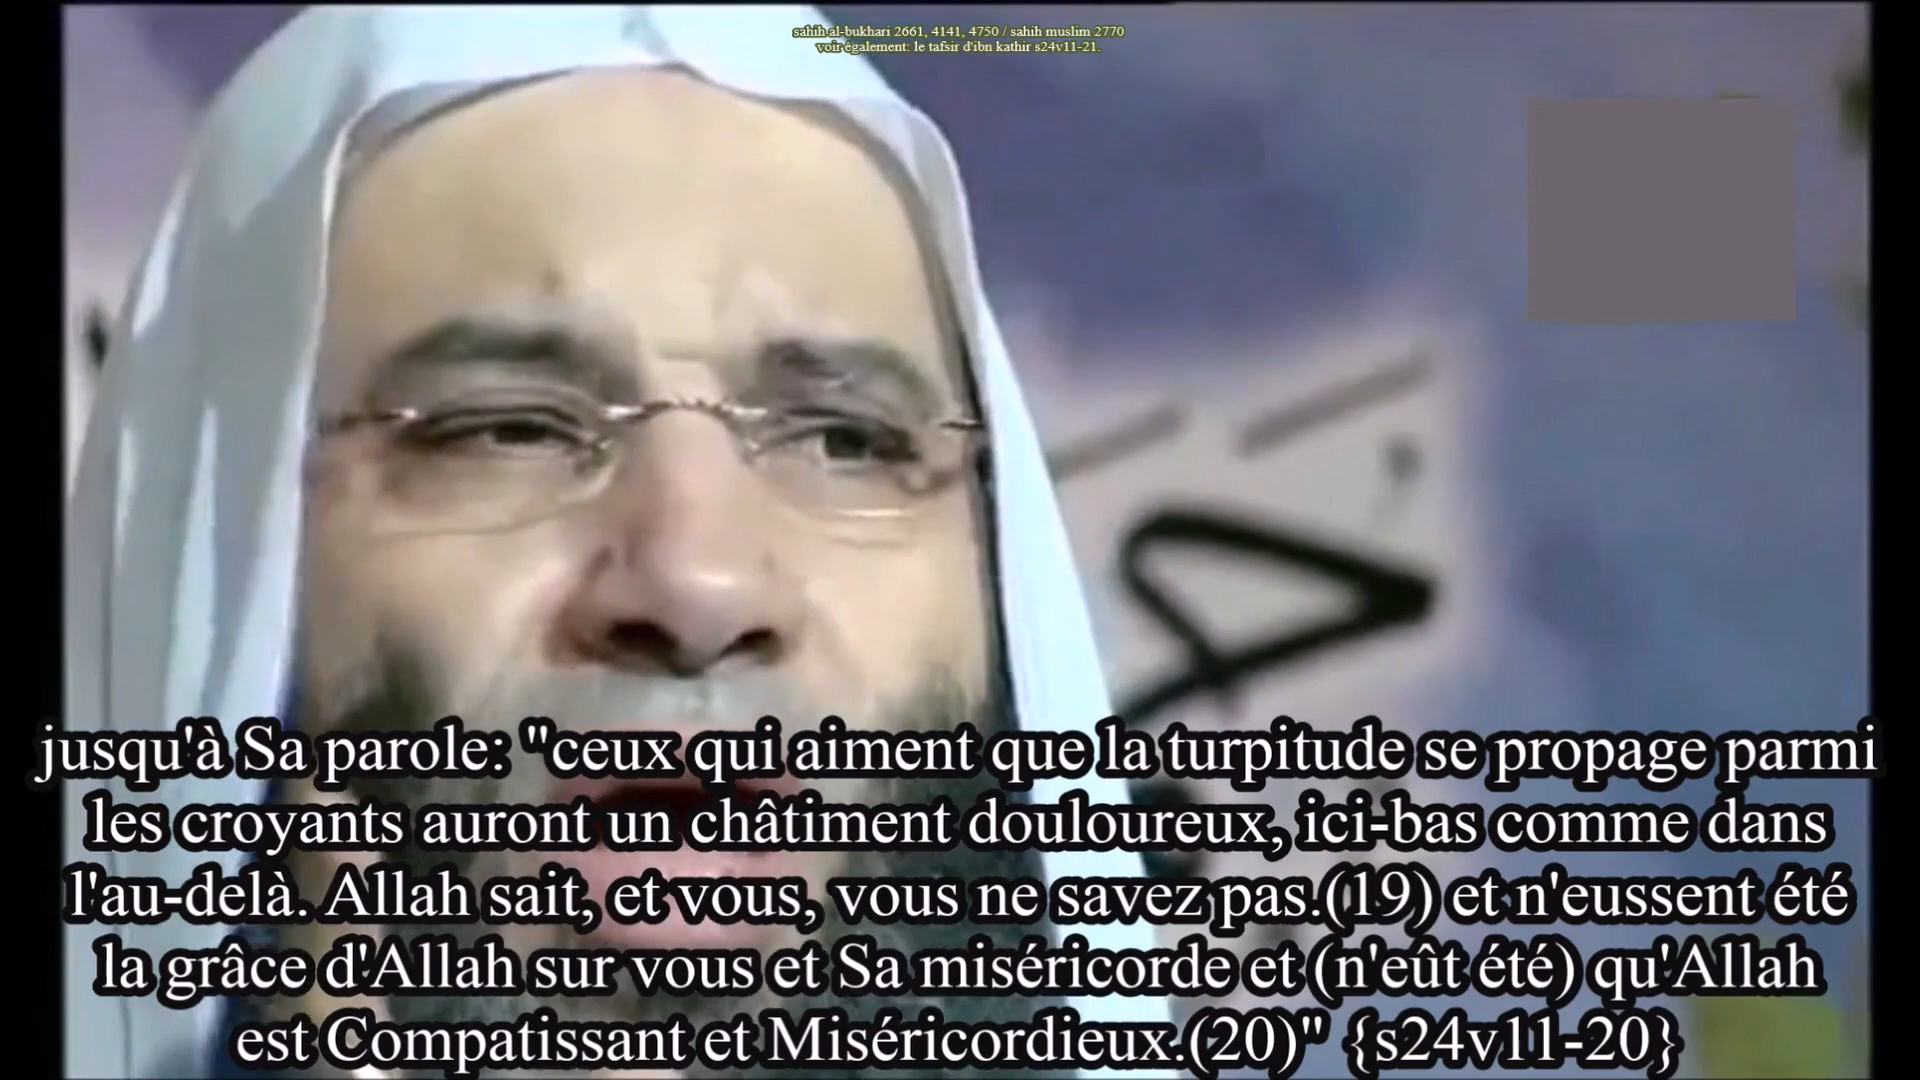 sahih al-bukhari 2661, 4141, 4750 / sahih muslim 2770
voir également: le tafsir d'ibn kathir s24v11-21.
jusqu'à Sa parole: "ceux qui aiment que la turpitude se propage parmi
les croyants auront un châtiment douloureux, ici-bas comme dans
l'au-delà. Allah sait, et vous, vous ne savez pas.(19) et n'eussent été
la grâce d'Allah sur vous et Sa miséricorde et (n'eût été) qu'Allah
est Compatissant et Miséricordieux.(20)" {s24v11-20}